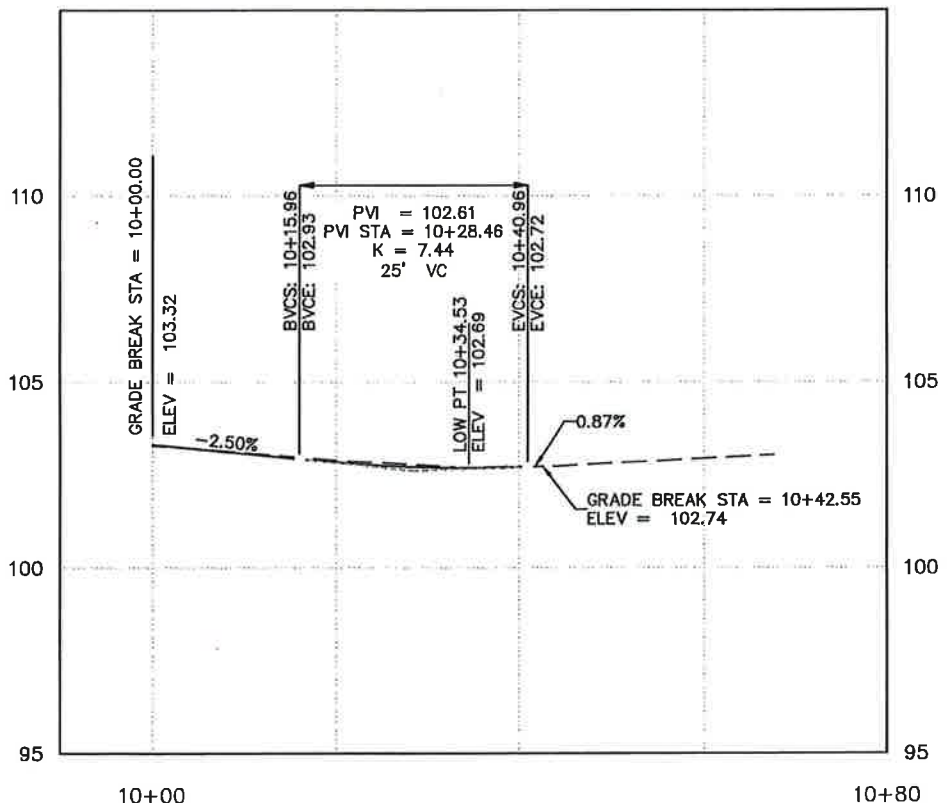 110
105
100
95
GRADE BREAK STA = 10+00.00
ELEV = 103.32
-2.50%
BVCS: 10+15.96
BVCE: 102.93
PVI = 102.61
PVI STA = 10+28.46
K = 7.44
25' VC
LOW PT 10+34.53
ELEV = 102.69
EVCS: 10+40.96
EVCE: 102.72
0.87%
GRADE BREAK STA = 10+42.55
ELEV = 102.74
110
105
100
95
10+00
10+80